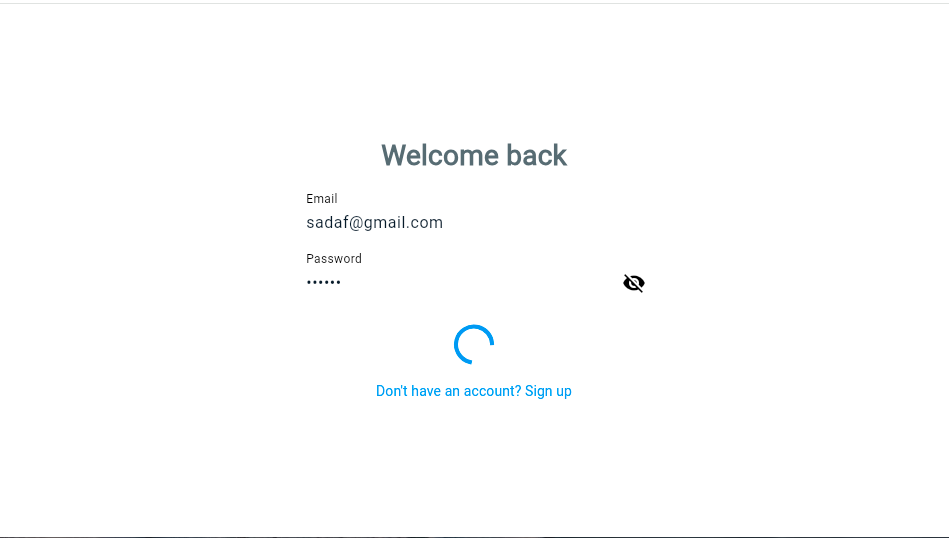 Welcome back
Email
sadaf@gmail.com
Password
••••••
Don't have an account? Sign up